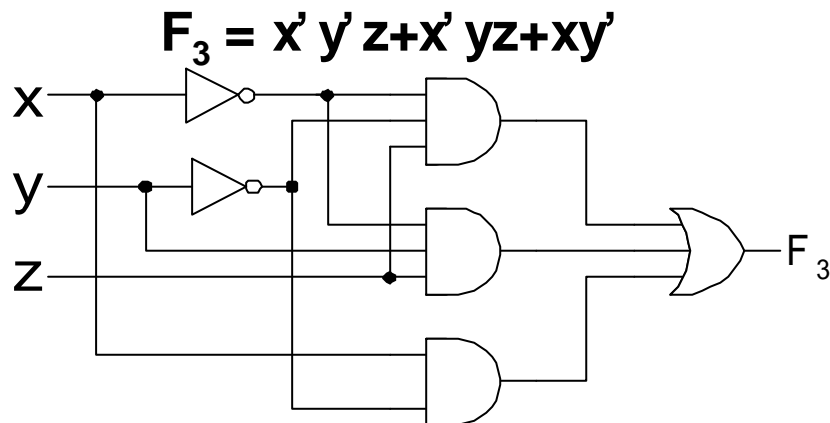 F₃ = x’ y’ z+x’ yz+xy’
x
y
z
F₃